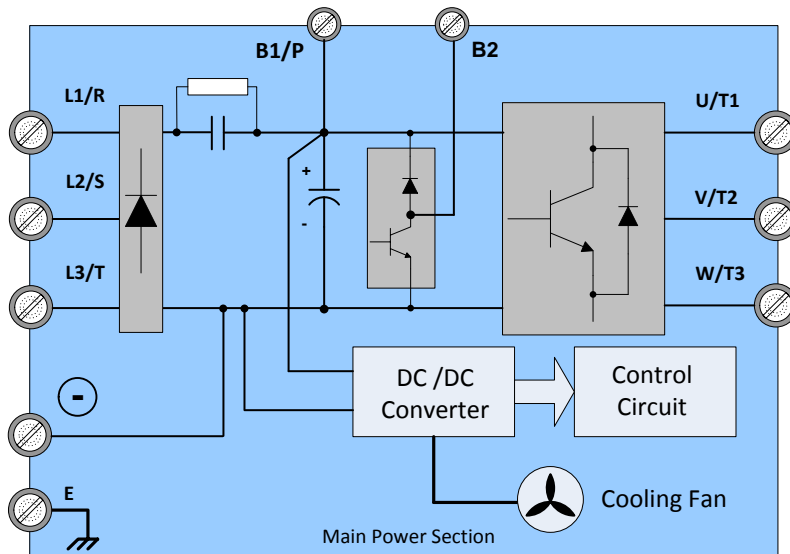 B1/P
B2
L1/R
U/T1
L2/S
+
V/T2
-
L3/T
W/T3
-
DC /DC
Converter
Control
Circuit
E
Cooling Fan
Main Power Section